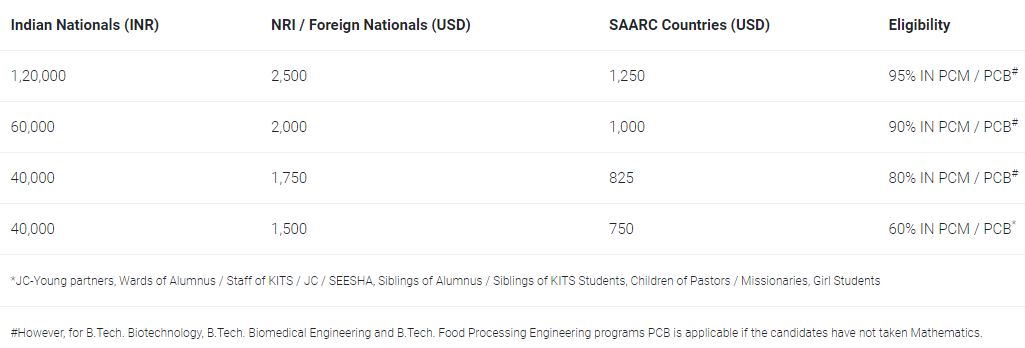 Indian Nationals (INR) NRI / Foreign Nationals (USD) SAARC Countries (USD) Eligibility
1,20,000 2,500 1,250 95% IN PCM / PCB#
60,000 2,000 1,000 90% IN PCM / PCB#
40,000 1,750 825 80% IN PCM / PCB#
40,000 1,500 750 60% IN PCM / PCB*
*JC-Young partners, Wards of Alumnus / Staff of KITS / JC / SEESHA, Siblings of Alumnus / Siblings of KITS Students, Children of Pastors / Missionaries, Girl Students
#However, for B.Tech. Biotechnology, B.Tech. Biomedical Engineering and B.Tech. Food Processing Engineering programs PCB is applicable if the candidates have not taken Mathematics.